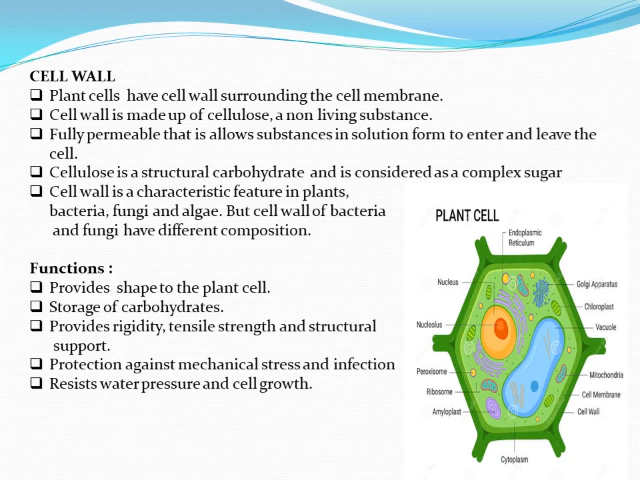 CELL WALL
❑ Plant cells have cell wall surrounding the cell membrane.
❑ Cell wall is made up of cellulose, a non living substance.
❑ Fully permeable that is allows substances in solution form to enter and leave the
cell.
❑ Cellulose is a structural carbohydrate and is considered as a complex sugar
❑ Cell wall is a characteristic feature in plants,
bacteria, fungi and algae. But cell wall of bacteria
and fungi have different composition.
Functions :
❑ Provides shape to the plant cell.
❑ Storage of carbohydrates.
❑ Provides rigidity, tensile strength and structural
support.
❑ Protection against mechanical stress and infection
❑ Resists water pressure and cell growth.
PLANT CELL
Endoplasmic
Reticulum
Nucleus
Golgi Apparatus
Chloroplast
Nucleolus
Vacuole
Peroxisome
Mitochondria
Ribosome
Cell Membrane
Amyloplast
Cell Wall
Cytoplasm